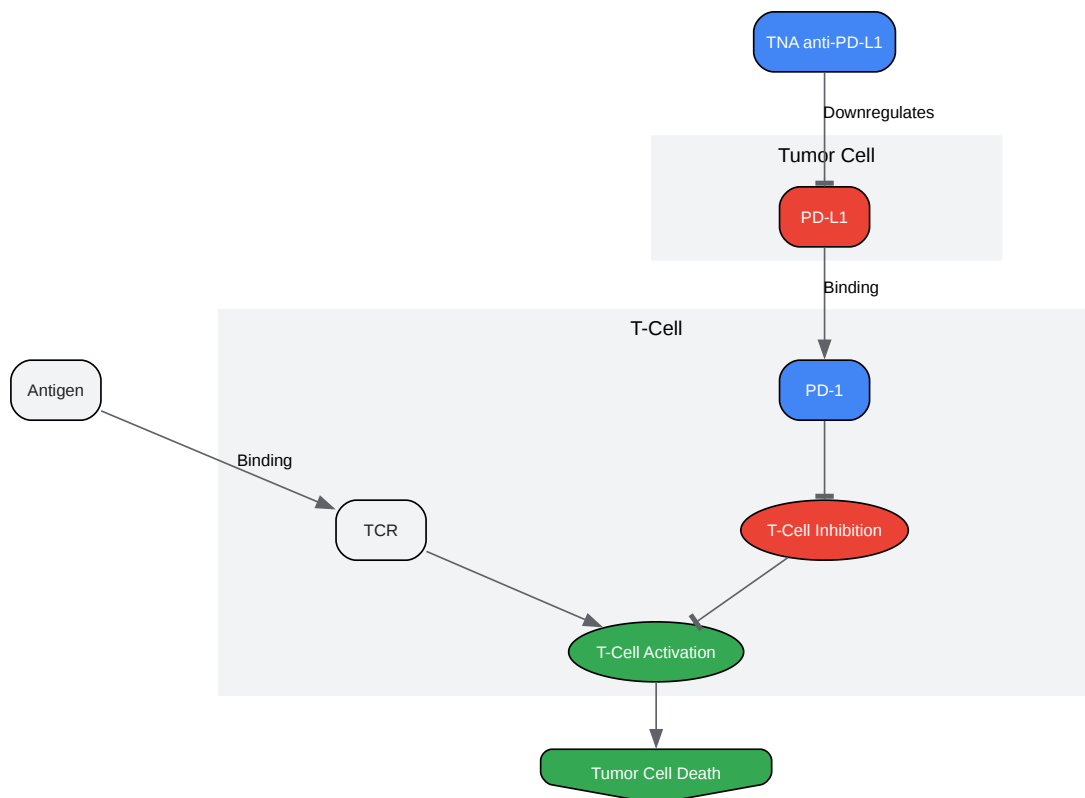 TNA anti-PD-L1
Downregulates
Tumor Cell
PD-L1
Binding
T-Cell
Antigen
PD-1
Binding
TCR
T-Cell Inhibition
T-Cell Activation
Tumor Cell Death